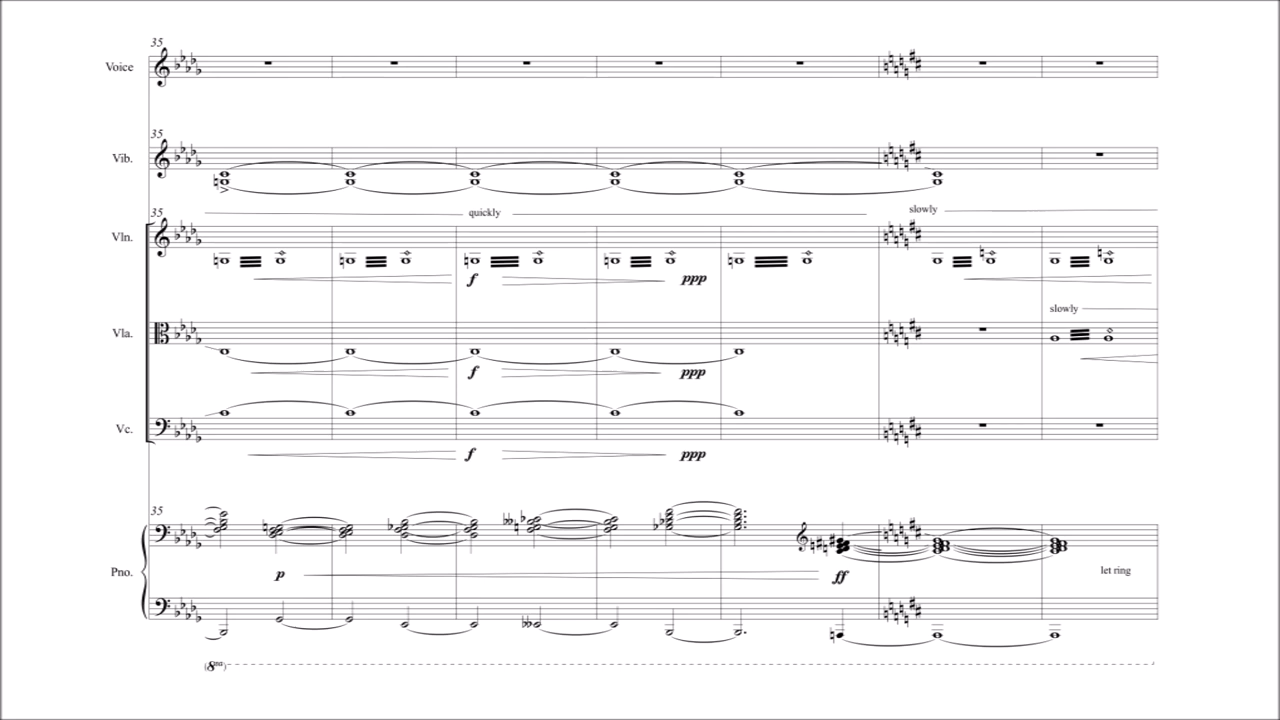 35
Voice
35
Vib.
35
quickly
slowly
Vln.
f
ppp
slowly
Vla.
f
ppp
Vc.
f
ppp
35
Pno.
p
ff
let ring
(8va)